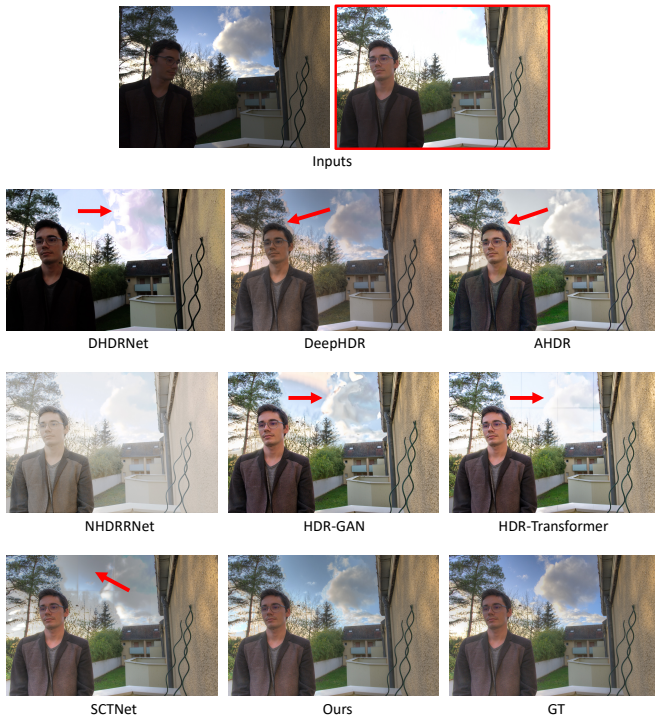 Inputs
DHDRNet
DeepHDR
AHDR
NHDRRNet
HDR-GAN
HDR-Transformer
SCTNet
Ours
GT